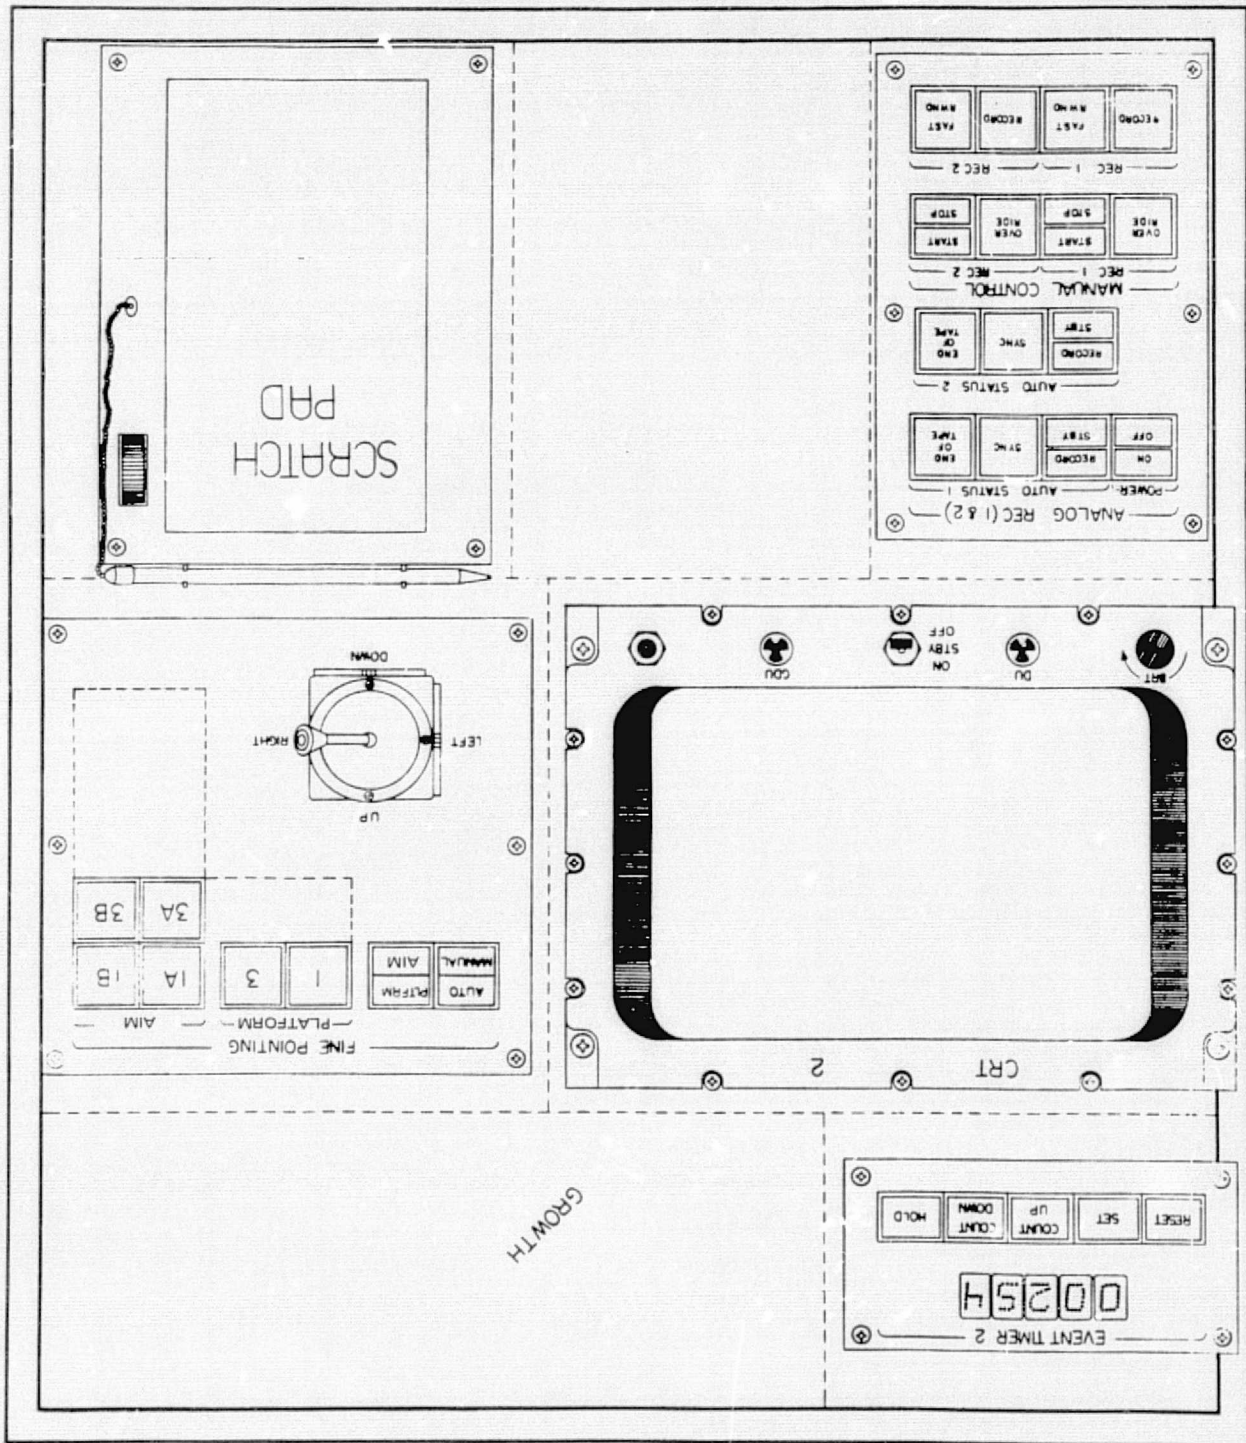 EVENT TIMER 2
00254
RESET
SET
COUNT
UP
COUNT
DOWN
HOLD
GROWTH
CRT 2
BRT
DU
ON
STBY
OFF
CDU
FINE POINTING
PLATFORM
AIM
AUTO
MANUAL
PLTFRM
AIM
1
3
1A
1B
3A
3B
UP
LEFT
RIGHT
DOWN
ANALOG REC (1 & 2)
POWER
AUTO STATUS 1
ON
OFF
RECORD
STBY
SYNC
END
OF
TAPE
AUTO STATUS 2
RECORD
STBY
SYNC
END
OF
TAPE
MANUAL CONTROL
REC 1
REC 2
OVER
RIDE
START
STOP
OVER
RIDE
START
STOP
REC 1
REC 2
RECORD
FAST
RWND
RECORD
FAST
RWND
SCRATCH
PAD